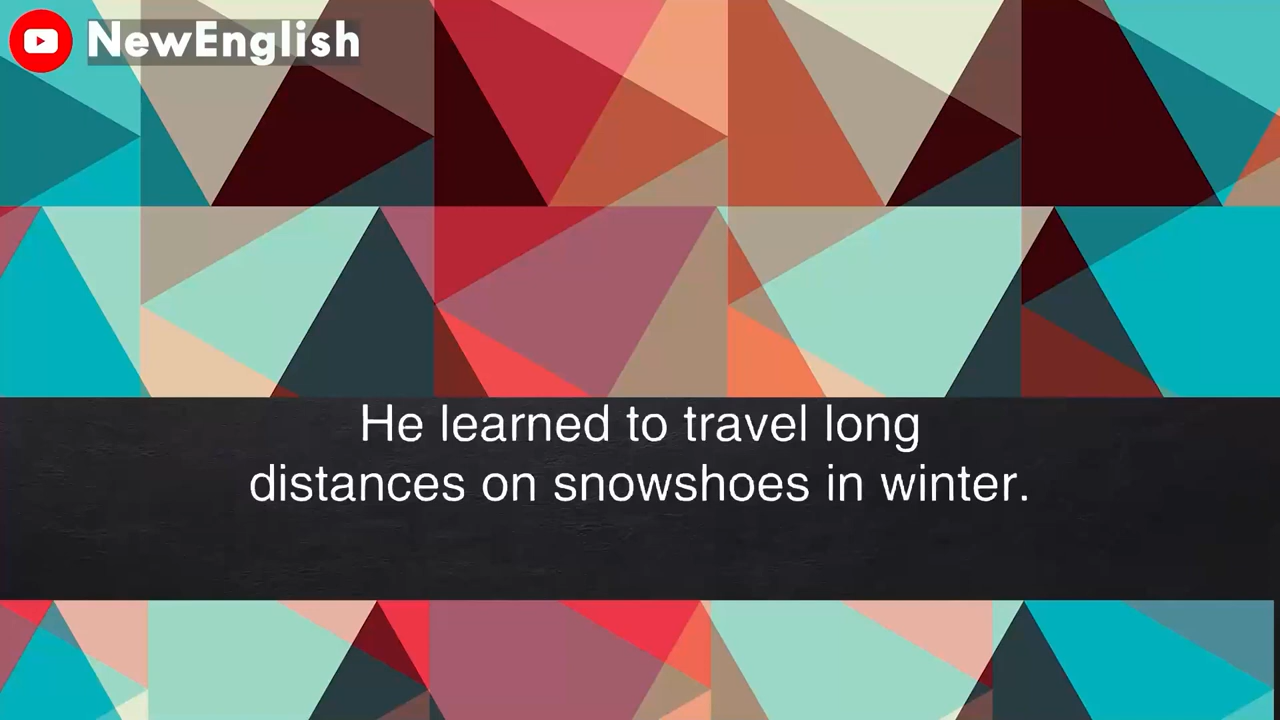 NewEnglish
He learned to travel long
distances on snowshoes in winter.